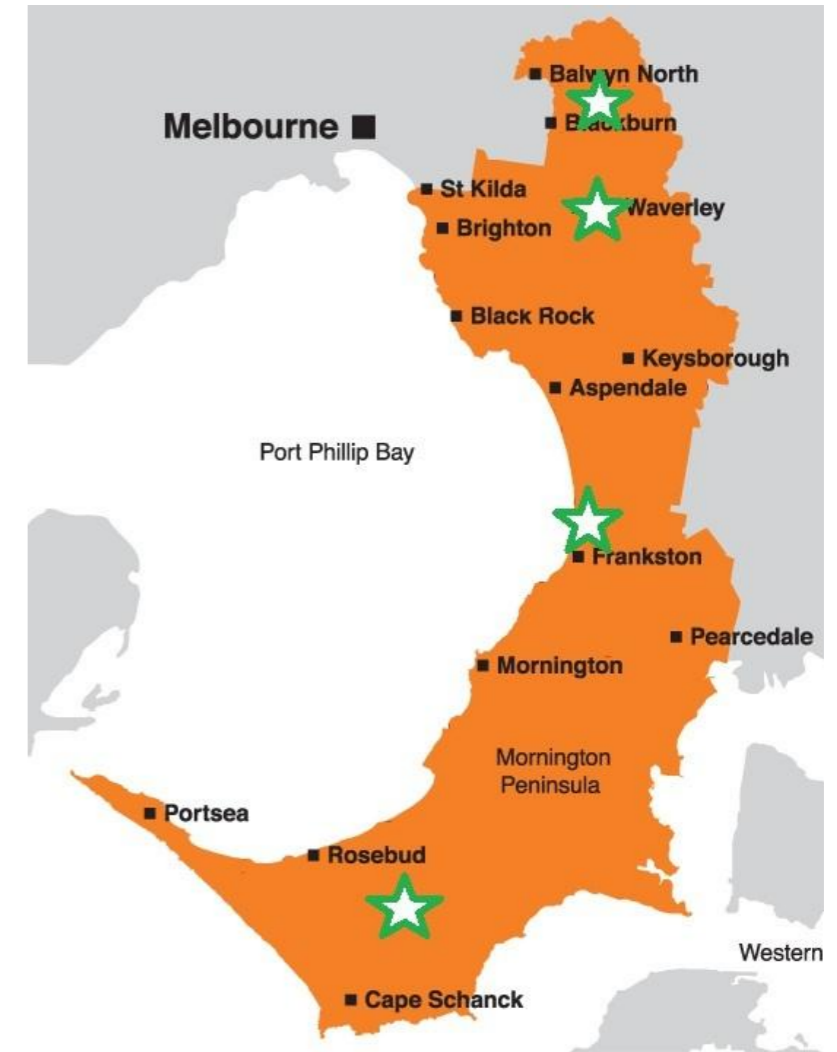 Balwyn North
Melbourne
Blackburn
St Kilda
Waverley
Brighton
Black Rock
Keysborough
Aspendale
Port Phillip Bay
Frankston
Pearcedale
Mornington
Mornington
Peninsula
Portsea
Rosebud
Western
Cape Schanck